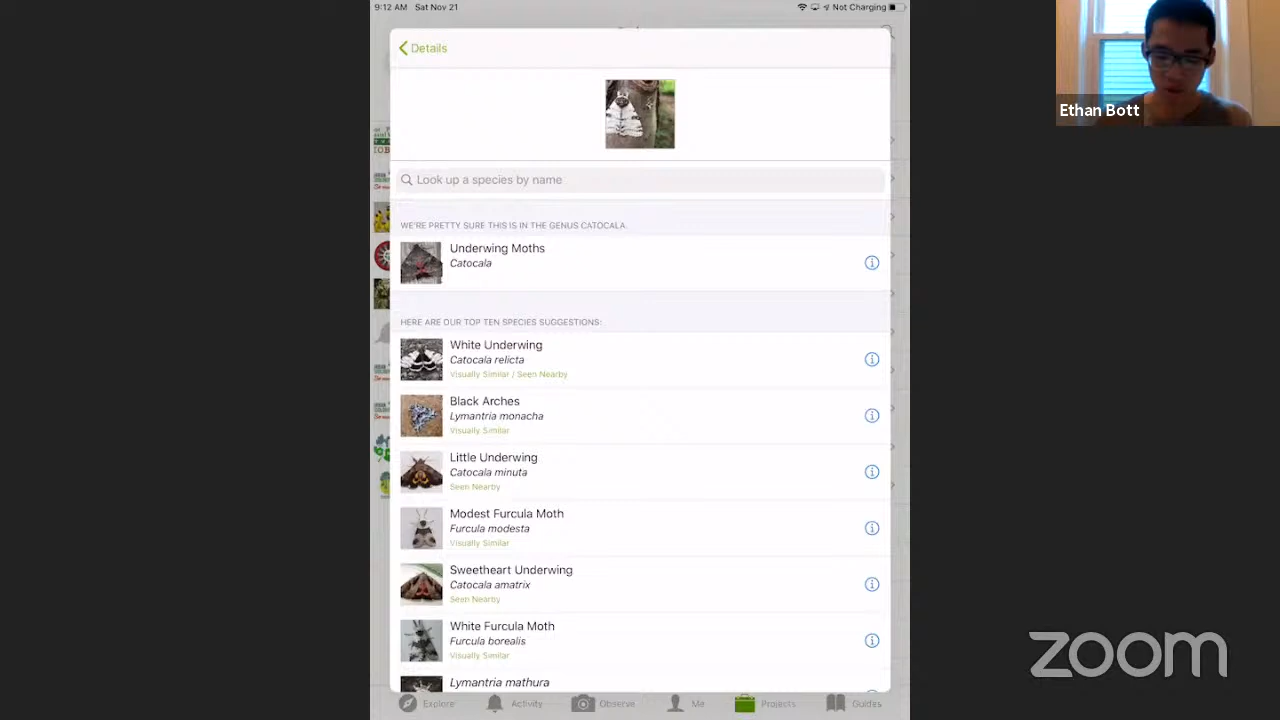 9:12 AM Sat Nov 21
Not Charging
Details
Look up a species by name
WE'RE PRETTY SURE THIS IS IN THE GENUS CATOCALA.
Underwing Moths
Catocala
HERE ARE OUR TOP TEN SPECIES SUGGESTIONS:
White Underwing
Catocala relicta
Visually Similar / Seen Nearby
Black Arches
Lymantria monacha
Visually Similar
Little Underwing
Catocala minuta
Seen Nearby
Modest Furcula Moth
Furcula modesta
Visually Similar
Sweetheart Underwing
Catocala amatrix
Seen Nearby
White Furcula Moth
Furcula borealis
Visually Similar
Lymantria mathura
Explore Activity Observe Me Projects Guides
Ethan Bott
zoom